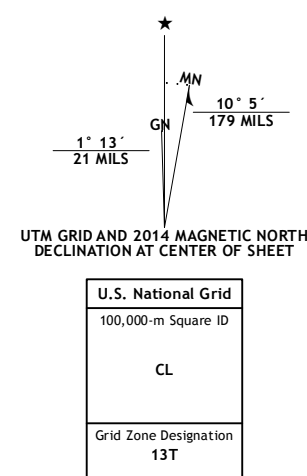 ★
MN
GN
10° 5´
179 MILS
1° 13´
21 MILS
UTM GRID AND 2014 MAGNETIC NORTH
DECLINATION AT CENTER OF SHEET
U.S. National Grid
100,000-m Square ID
CL
Grid Zone Designation
13T